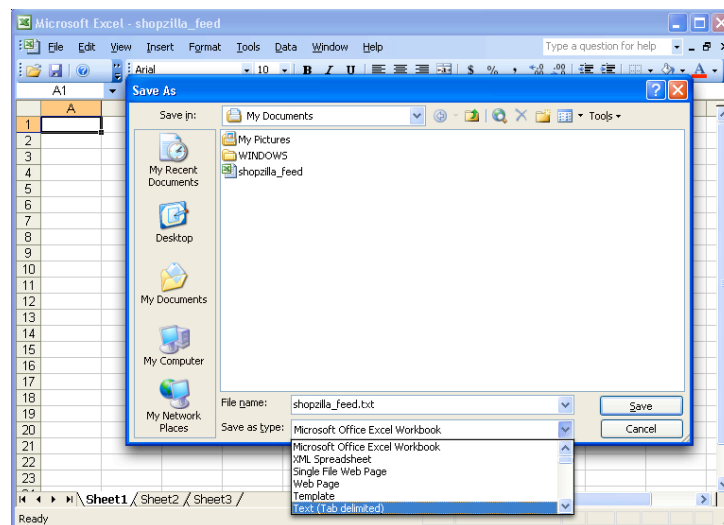 Microsoft Excel - shopzilla_feed
File Edit View Insert Format Tools Data Window Help Type a question for help
Arial 10 B I U $ % ,
A1
Save As
Save in: My Documents Tools
A
My Pictures
WINDOWS
shopzilla_feed
My Recent
Documents
Desktop
My Documents
My Computer
My Network
Places
File name: shopzilla_feed.txt Save
Save as type: Microsoft Office Excel Workbook Cancel
Microsoft Office Excel Workbook
XML Spreadsheet
Single File Web Page
Web Page
Template
Text (Tab delimited)
1
2
3
4
5
6
7
8
9
10
11
12
13
14
15
16
17
18
19
20
21
22
23
Sheet1 / Sheet2 / Sheet3 /
Ready